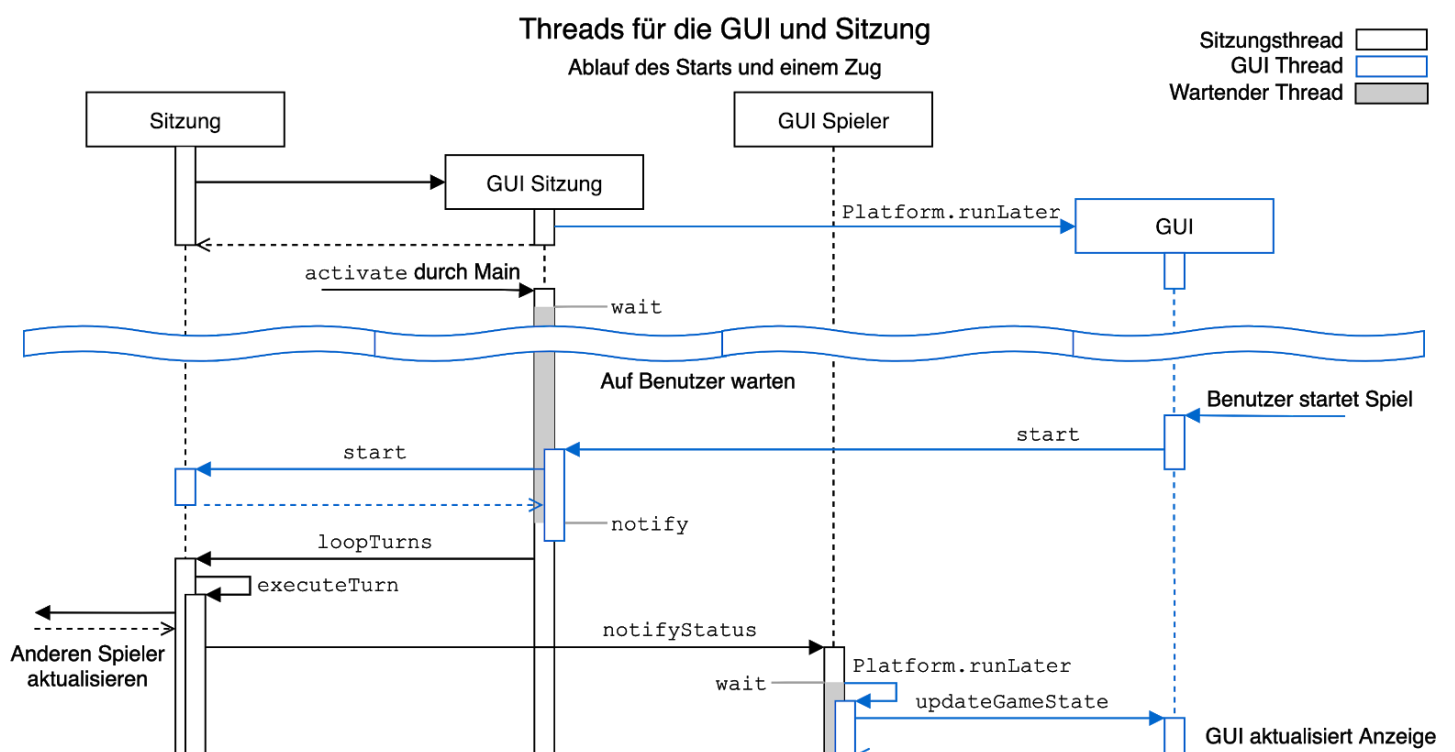 Threads für die GUI und Sitzung
Ablauf des Starts und einem Zug
Sitzungsthread
GUI Thread
Wartender Thread
Sitzung
GUI Spieler
GUI Sitzung
Platform.runLater
GUI
activate durch Main
wait
Auf Benutzer warten
Benutzer startet Spiel
start
start
notify
loopTurns
executeTurn
notifyStatus
Anderen Spieler
aktualisieren
Platform.runLater
wait
updateGameState
GUI aktualisiert Anzeige